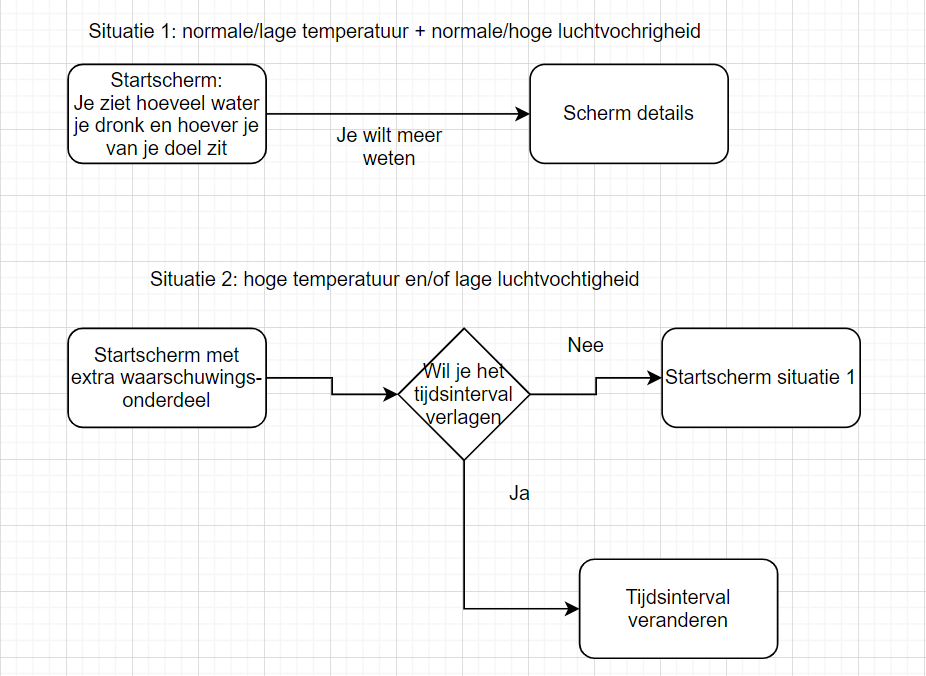 Situatie 1: normale/lage temperatuur + normale/hoge luchtvochrigheid
Startscherm:
Je ziet hoeveel water
je dronk en hoever je
van je doel zit
Je wilt meer
weten
Scherm details
Situatie 2: hoge temperatuur en/of lage luchtvochtigheid
Startscherm met
extra waarschuwings-
onderdeel
Wil je het
tijdsinterval
verlagen
Nee
Startscherm situatie 1
Ja
Tijdsinterval
veranderen